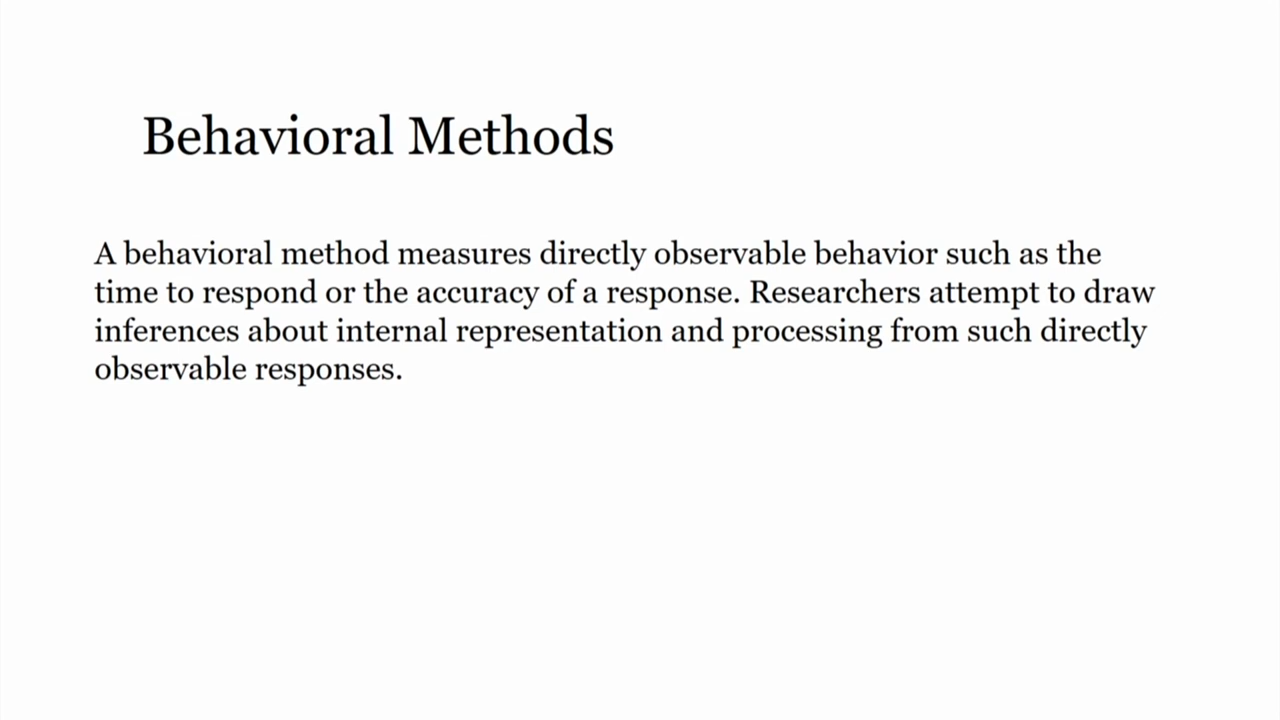 Behavioral Methods
A behavioral method measures directly observable behavior such as the
time to respond or the accuracy of a response. Researchers attempt to draw
inferences about internal representation and processing from such directly
observable responses.